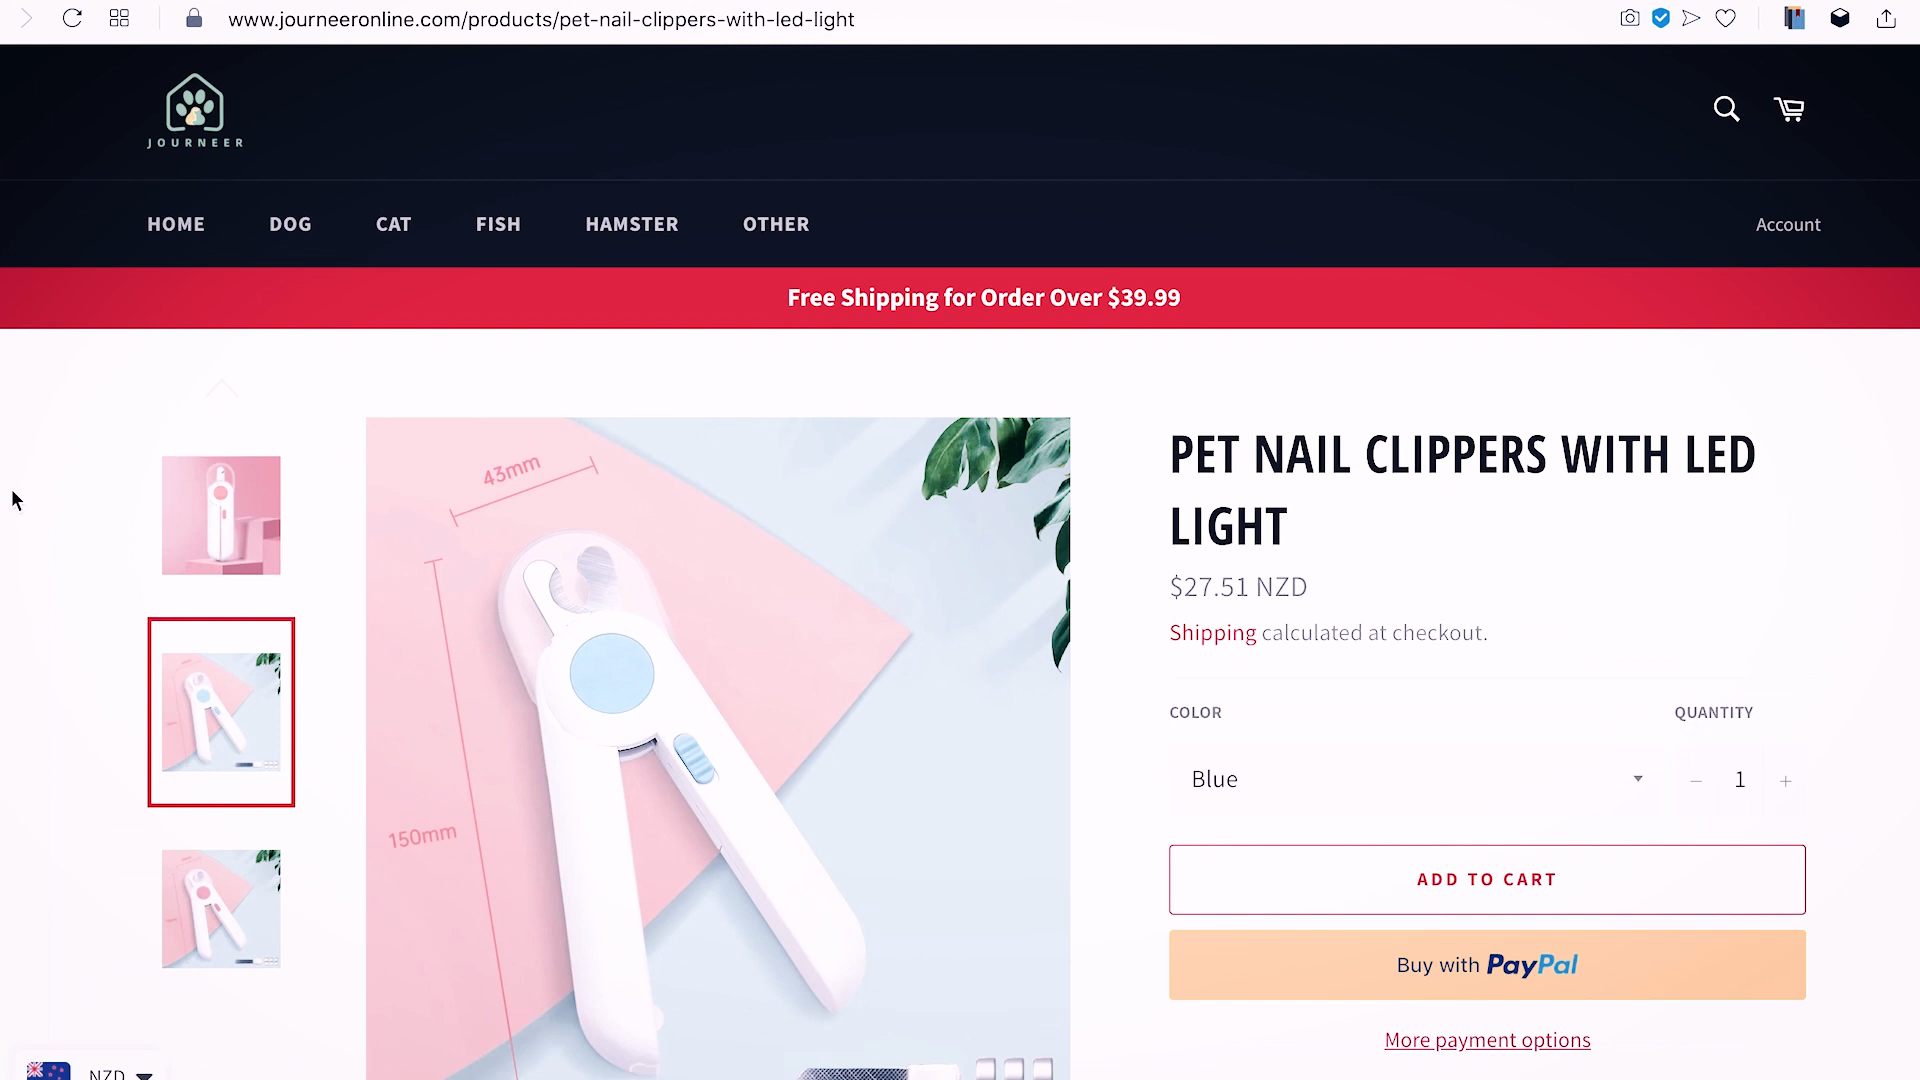 www.journeeronline.com/products/pet-nail-clippers-with-led-light
JOURNEER
HOME DOG CAT FISH HAMSTER OTHER Account
Free Shipping for Order Over $39.99
43mm
150mm
PET NAIL CLIPPERS WITH LED
LIGHT
$27.51 NZD
Shipping calculated at checkout.
COLOR QUANTITY
Blue − 1 +
ADD TO CART
Buy with PayPal
More payment options
NZD